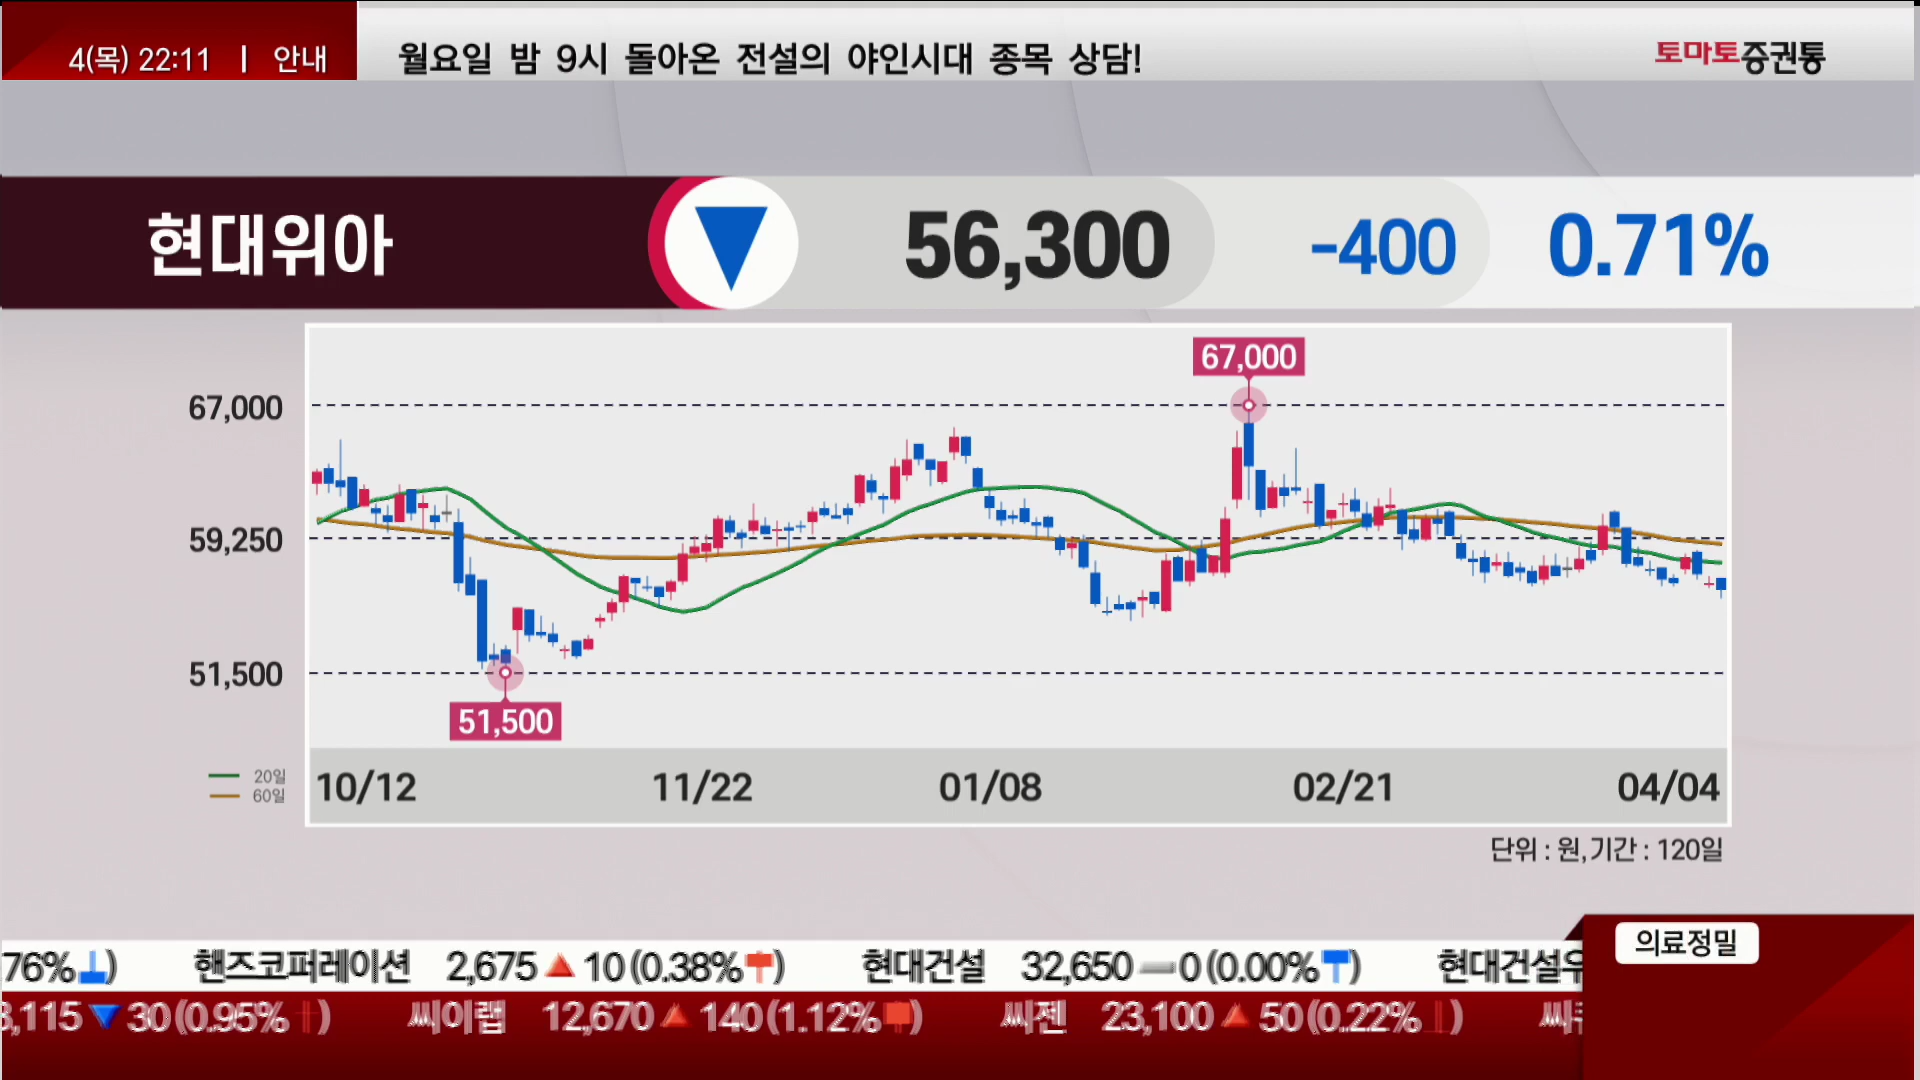 4(목) 22:11 | 안내
월요일 밤 9시 돌아온 전설의 야인시대 종목 상담!
토마토증권통
현대위아 ▼ 56,300 -400 0.71%
67,000
67,000
59,250
51,500
51,500
20일
60일
10/12 11/22 01/08 02/21 04/04
단위 : 원, 기간 : 120일
의료정밀
76% ) 핸즈코퍼레이션 2,675 ▲ 10 (0.38% ) 현대건설 32,650 0 (0.00% ) 현대건설우
,115 ▼ 30 (0.95% ) 씨이랩 12,670 ▲ 140 (1.12% ) 씨젠 23,100 ▲ 50 (0.22% )